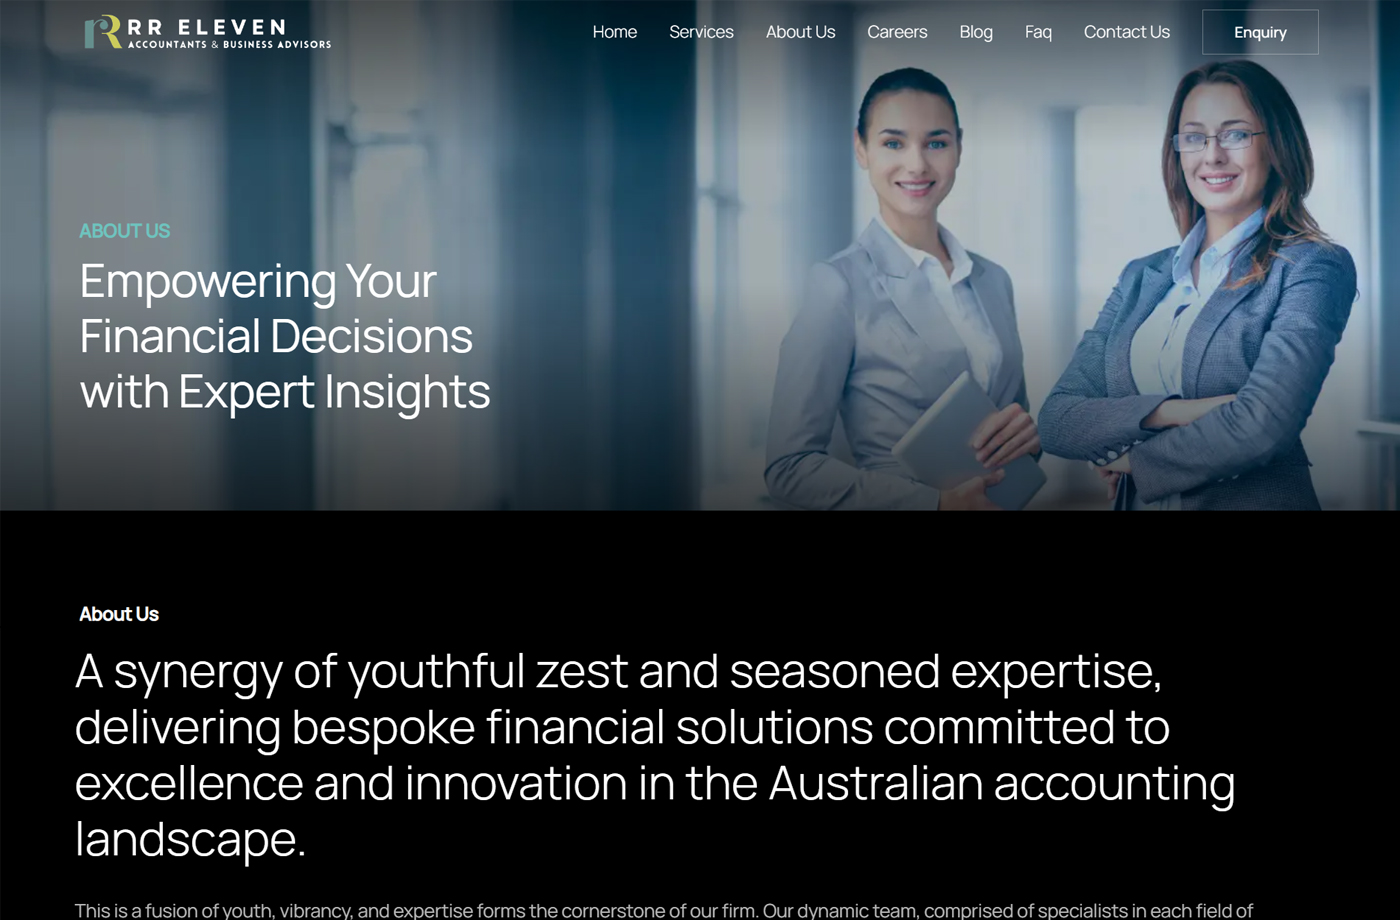 RR ELEVEN
ACCOUNTANTS & BUSINESS ADVISORS
Home Services About Us Careers Blog Faq Contact Us Enquiry
ABOUT US
Empowering Your
Financial Decisions
with Expert Insights
About Us
A synergy of youthful zest and seasoned expertise,
delivering bespoke financial solutions committed to
excellence and innovation in the Australian accounting
landscape.
This is a fusion of youth, vibrancy, and expertise forms the cornerstone of our firm. Our dynamic team, comprised of specialists in each field of